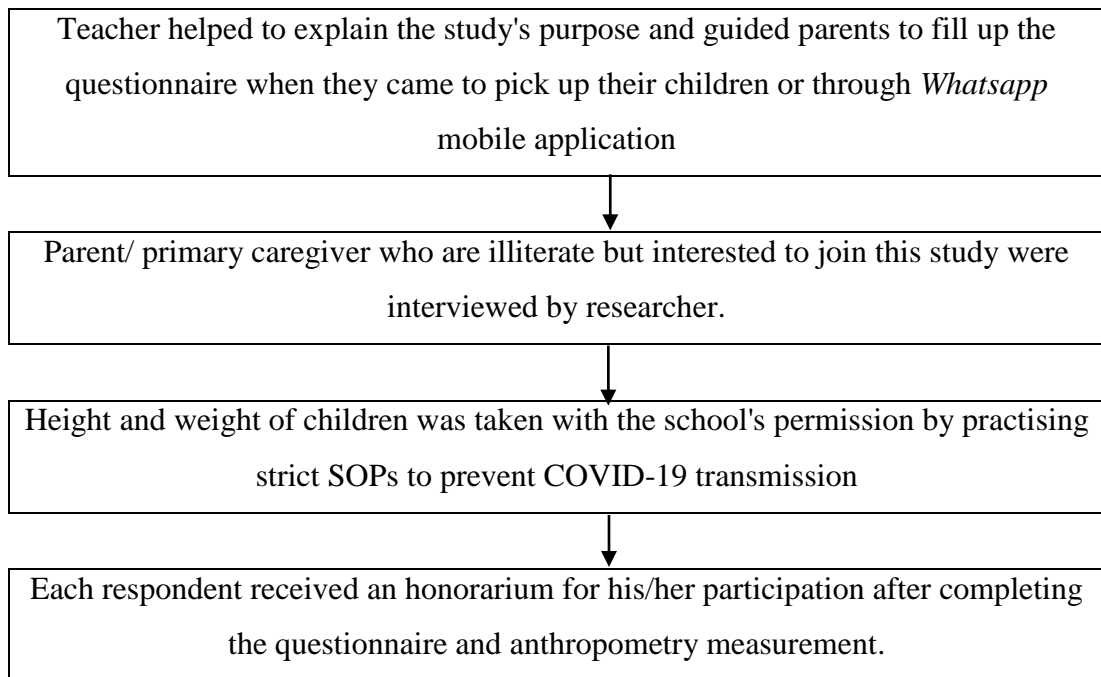 Teacher helped to explain the study's purpose and guided parents to fill up the
questionnaire when they came to pick up their children or through Whatsapp
mobile application
Parent/ primary caregiver who are illiterate but interested to join this study were
interviewed by researcher.
Height and weight of children was taken with the school's permission by practising
strict SOPs to prevent COVID-19 transmission
Each respondent received an honorarium for his/her participation after completing
the questionnaire and anthropometry measurement.